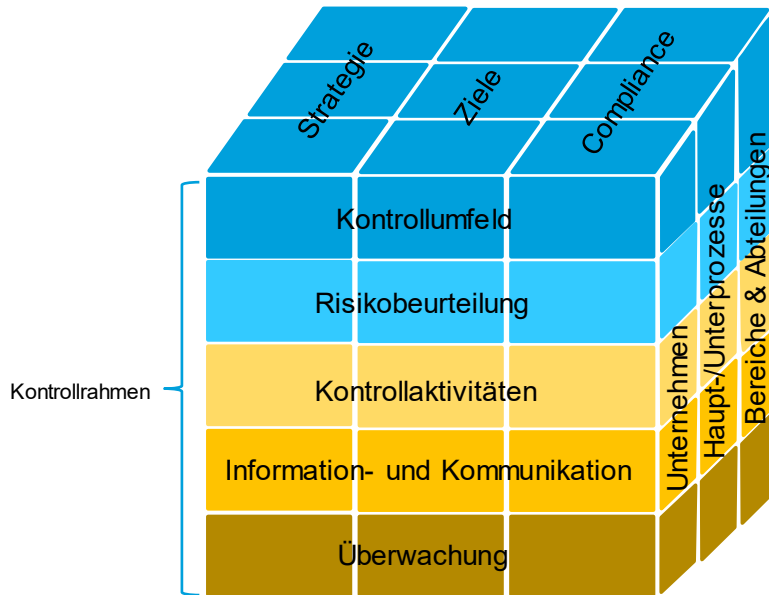 Strategie
Ziele
Compliance
Kontrollumfeld
Risikobeurteilung
Kontrollrahmen
Kontrollaktivitäten
Information- und Kommunikation
Überwachung
Unternehmen
Haupt-/Unterprozesse
Bereiche & Abteilungen